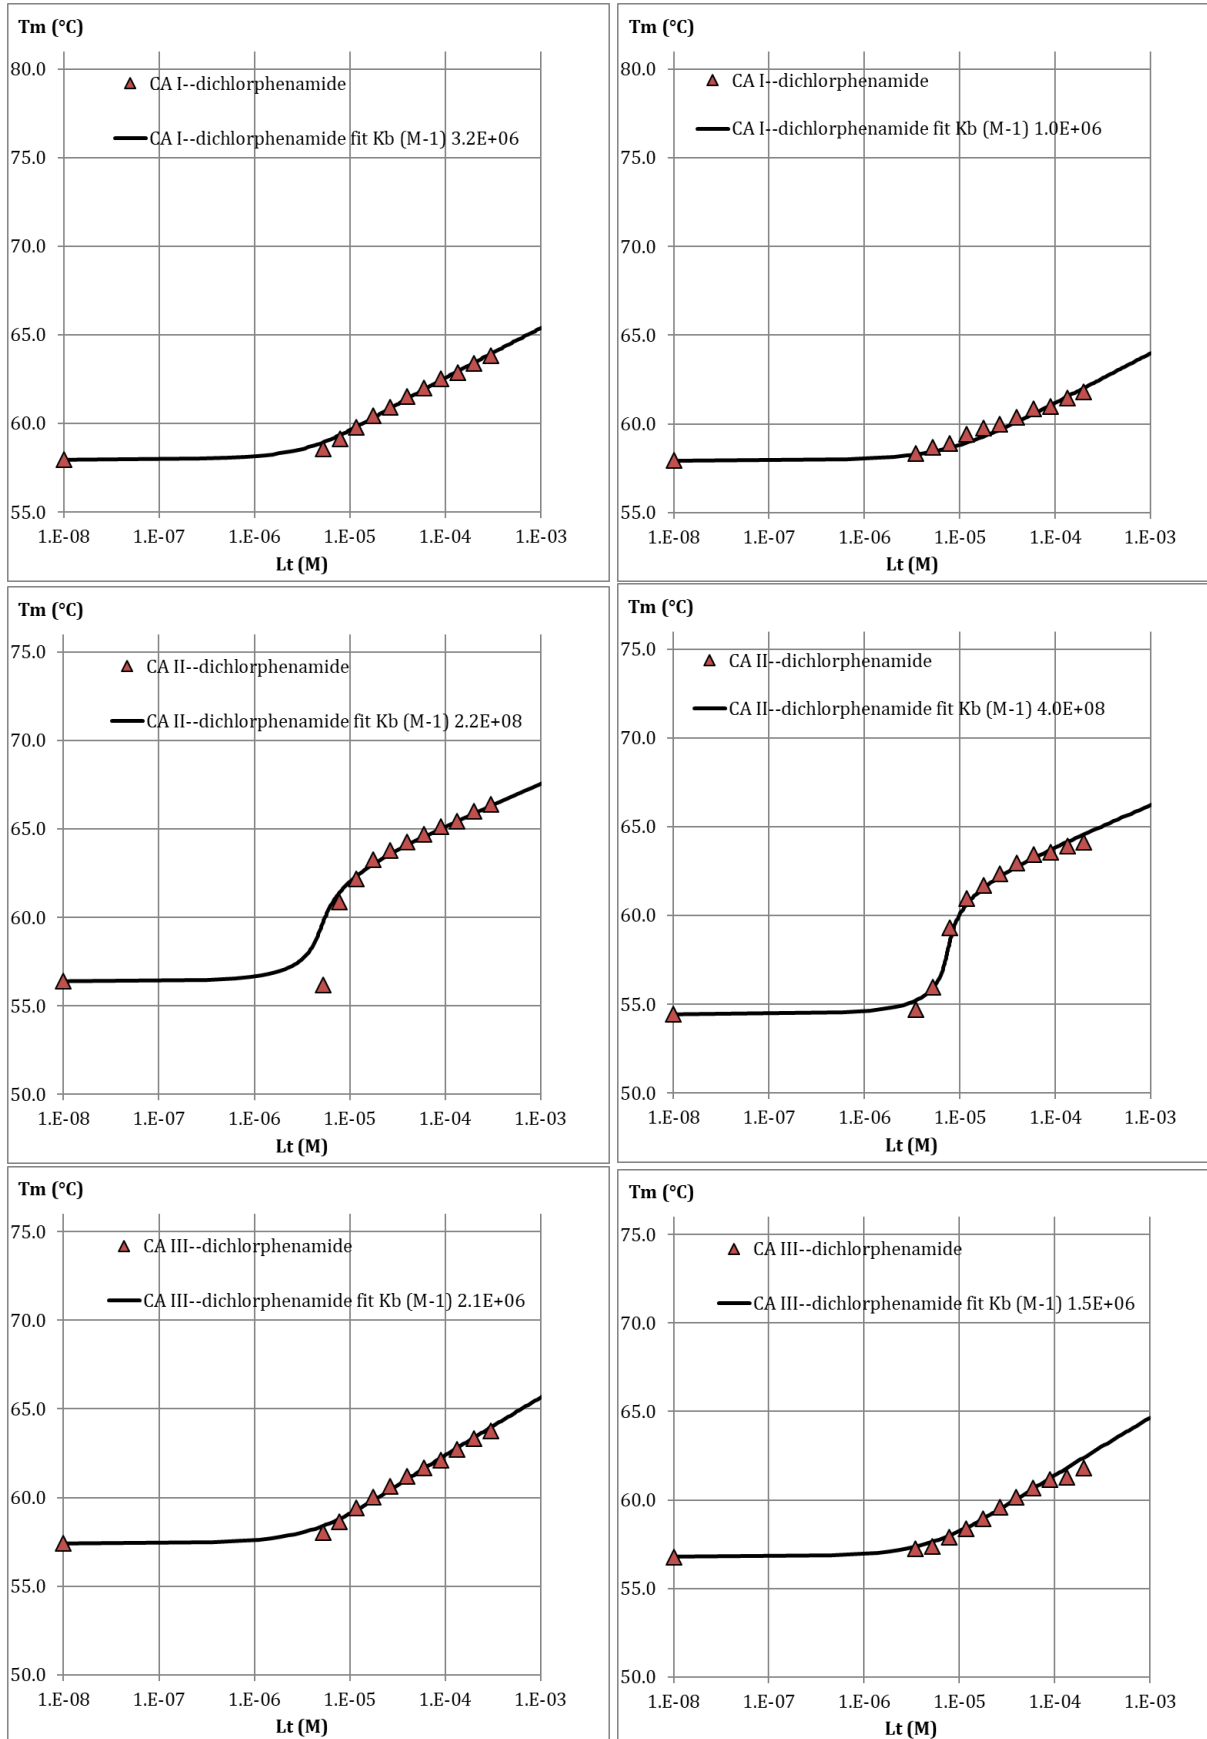 Tm (°C)
80.0
75.0
70.0
65.0
60.0
55.0
CA I--dichlorphenamide
CA I--dichlorphenamide fit Kb (M-1) 3.2E+06
1.E-08 1.E-07 1.E-06 1.E-05 1.E-04 1.E-03
Lt (M)
Tm (°C)
80.0
75.0
70.0
65.0
60.0
55.0
CA I--dichlorphenamide
CA I--dichlorphenamide fit Kb (M-1) 1.0E+06
1.E-08 1.E-07 1.E-06 1.E-05 1.E-04 1.E-03
Lt (M)
Tm (°C)
75.0
70.0
65.0
60.0
55.0
50.0
CA II--dichlorphenamide
CA II--dichlorphenamide fit Kb (M-1) 2.2E+08
1.E-08 1.E-07 1.E-06 1.E-05 1.E-04 1.E-03
Lt (M)
Tm (°C)
75.0
70.0
65.0
60.0
55.0
50.0
CA II--dichlorphenamide
CA II--dichlorphenamide fit Kb (M-1) 4.0E+08
1.E-08 1.E-07 1.E-06 1.E-05 1.E-04 1.E-03
Lt (M)
Tm (°C)
75.0
70.0
65.0
60.0
55.0
50.0
CA III--dichlorphenamide
CA III--dichlorphenamide fit Kb (M-1) 2.1E+06
1.E-08 1.E-07 1.E-06 1.E-05 1.E-04 1.E-03
Lt (M)
Tm (°C)
75.0
70.0
65.0
60.0
55.0
50.0
CA III--dichlorphenamide
CA III--dichlorphenamide fit Kb (M-1) 1.5E+06
1.E-08 1.E-07 1.E-06 1.E-05 1.E-04 1.E-03
Lt (M)